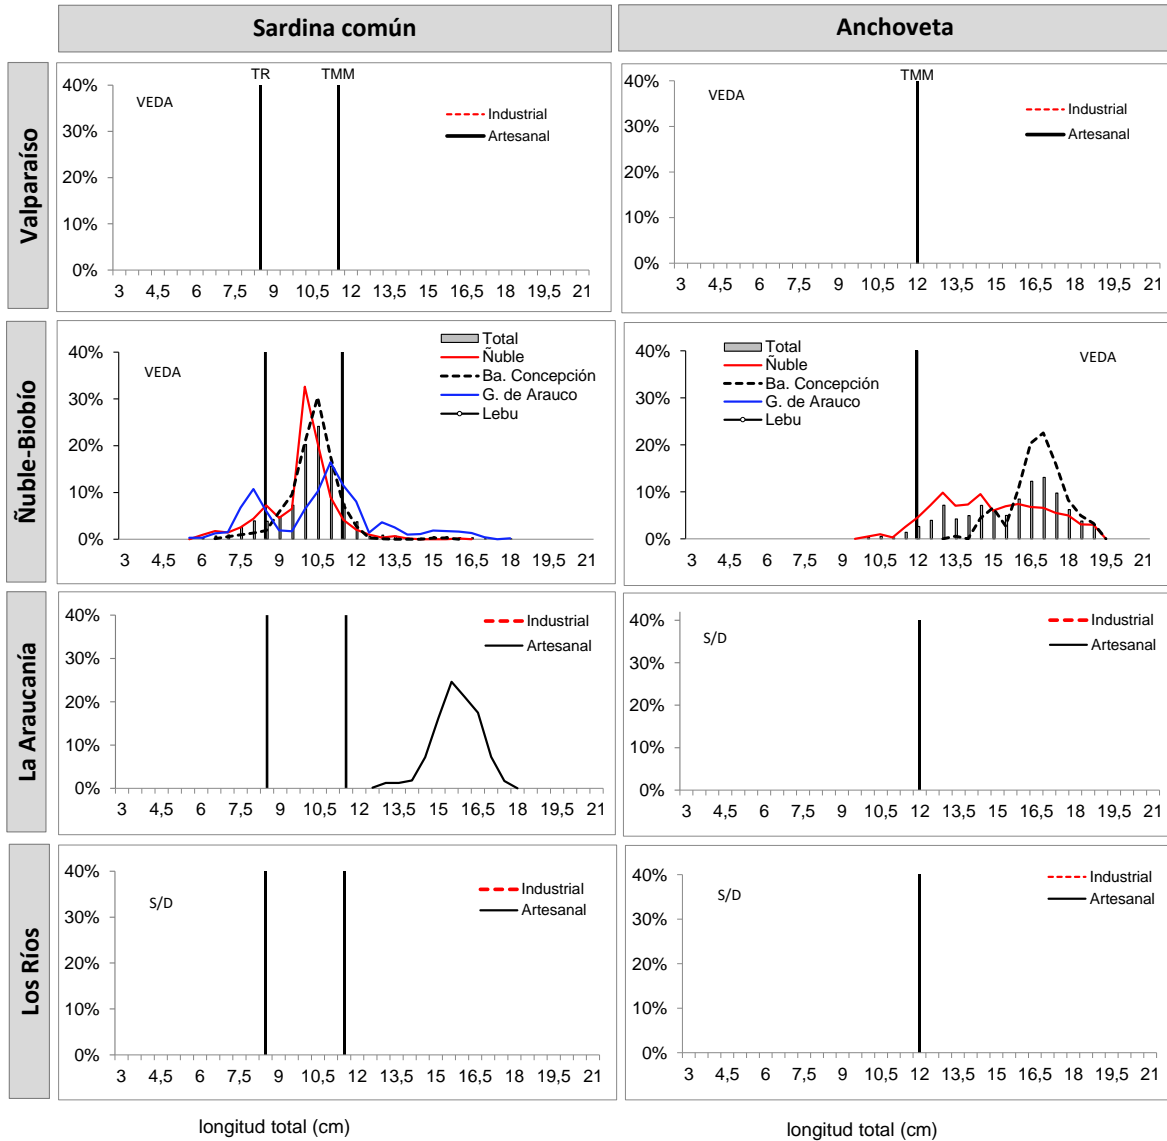 Sardina común
Anchoveta
Valparaíso
TR
TMM
40%
30%
20%
10%
0%
VEDA
Industrial
Artesanal
3 4,5 6 7,5 9 10,5 12 13,5 15 16,5 18 19,5 21
TMM
40%
30%
20%
10%
0%
VEDA
Industrial
Artesanal
3 4,5 6 7,5 9 10,5 12 13,5 15 16,5 18 19,5 21
Ñuble-Biobío
40%
30%
20%
10%
0%
VEDA
Total
Ñuble
Ba. Concepción
G. de Arauco
Lebu
3 4,5 6 7,5 9 10,5 12 13,5 15 16,5 18 19,5 21
40%
30%
20%
10%
0%
Total
Ñuble
Ba. Concepción
G. de Arauco
Lebu
VEDA
3 4,5 6 7,5 9 10,5 12 13,5 15 16,5 18 19,5 21
La Araucanía
40%
30%
20%
10%
0%
Industrial
Artesanal
3 4,5 6 7,5 9 10,5 12 13,5 15 16,5 18 19,5 21
40%
30%
20%
10%
0%
S/D
Industrial
Artesanal
3 4,5 6 7,5 9 10,5 12 13,5 15 16,5 18 19,5 21
Los Ríos
40%
30%
20%
10%
0%
S/D
Industrial
Artesanal
3 4,5 6 7,5 9 10,5 12 13,5 15 16,5 18 19,5 21
40%
30%
20%
10%
0%
S/D
Industrial
Artesanal
3 4,5 6 7,5 9 10,5 12 13,5 15 16,5 18 19,5 21
longitud total (cm)
longitud total (cm)